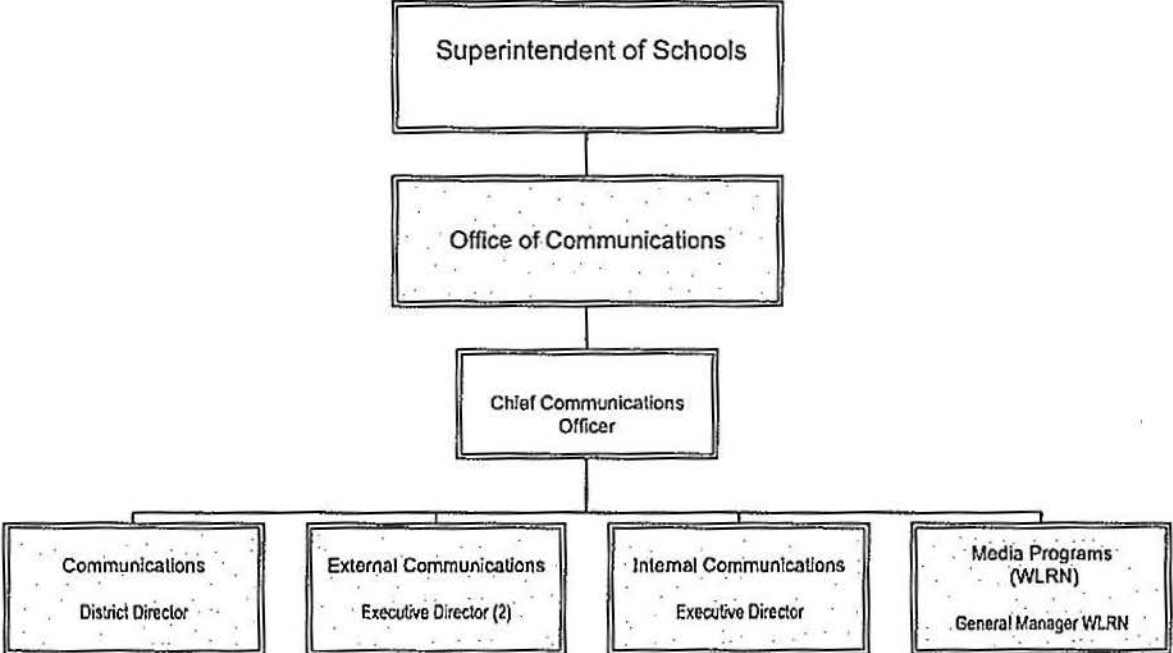 Superintendent of Schools
Office of Communications
Chief Communications
Officer
Communications
District Director
External Communications
Executive Director (2)
Internal Communications
Executive Director
Media Programs
(WLRN)
General Manager WLRN